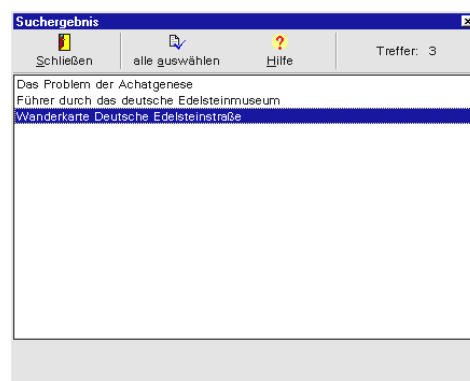 Suchergebnis
Schließen alle auswählen Hilfe Treffer: 3
Das Problem der Achatgenese
Führer durch das deutsche Edelsteinmuseum
Wanderkarte Deutsche Edelsteinstraße